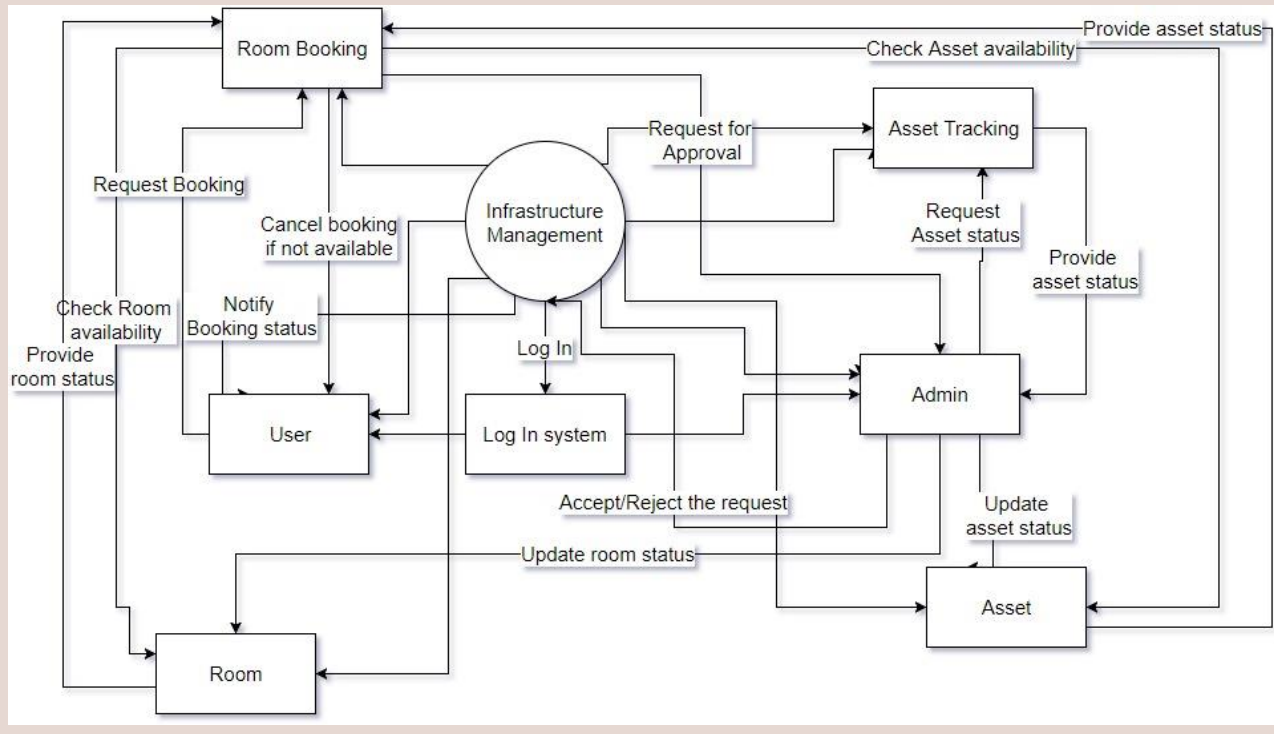 Provide asset status
Room Booking
Check Asset availability
Request for
Approval
Asset Tracking
Request Booking
Infrastructure
Management
Cancel booking
if not available
Request
Asset status
Provide
asset status
Check Room
availability
Notify
Booking status
Provide
room status
Log In
User
Log In system
Admin
Accept/Reject the request
Update
asset status
Update room status
Asset
Room